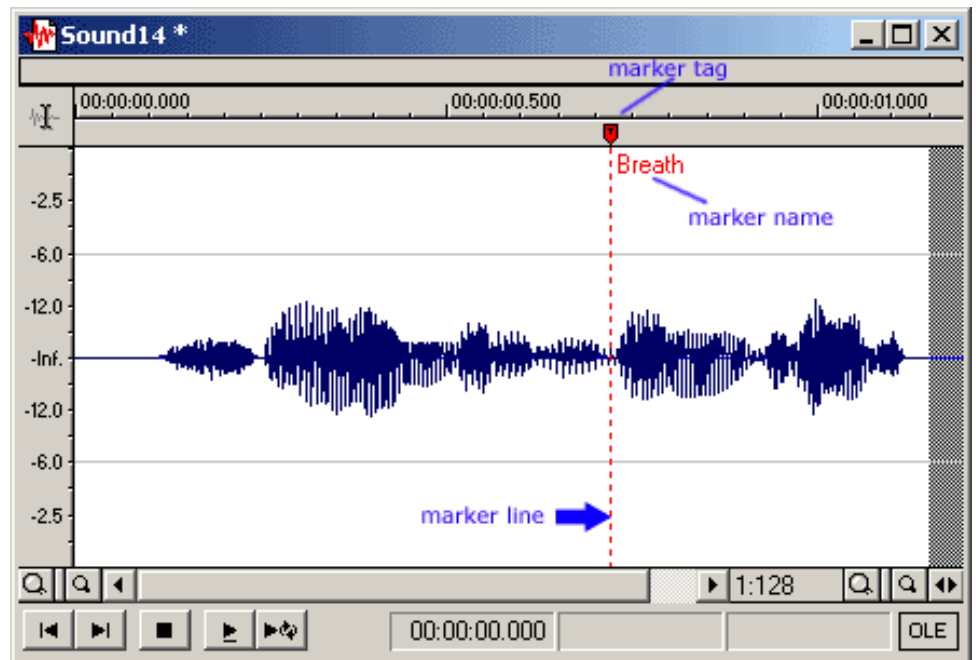 Sound14 *
marker tag
00:00:00.000 00:00:00.500 00:00:01.000
Breath
marker name
-2.5
-6.0
-12.0
-Inf.
-12.0
-6.0
-2.5
marker line
1:128
00:00:00.000
OLE